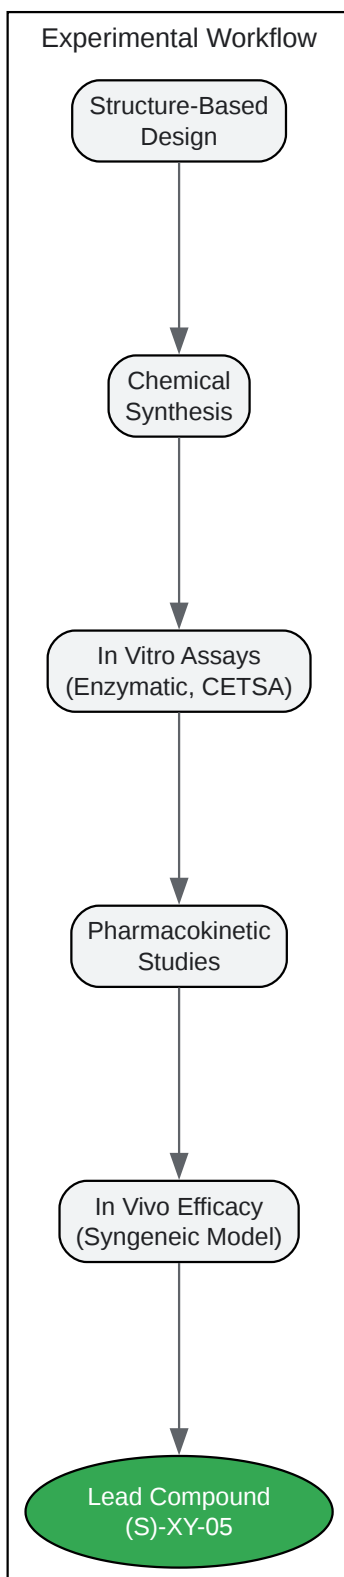 Experimental Workflow
Structure-Based
Design
Chemical
Synthesis
In Vitro Assays
(Enzymatic, CETSA)
Pharmacokinetic
Studies
In Vivo Efficacy
(Syngeneic Model)
Lead Compound
(S)-XY-05